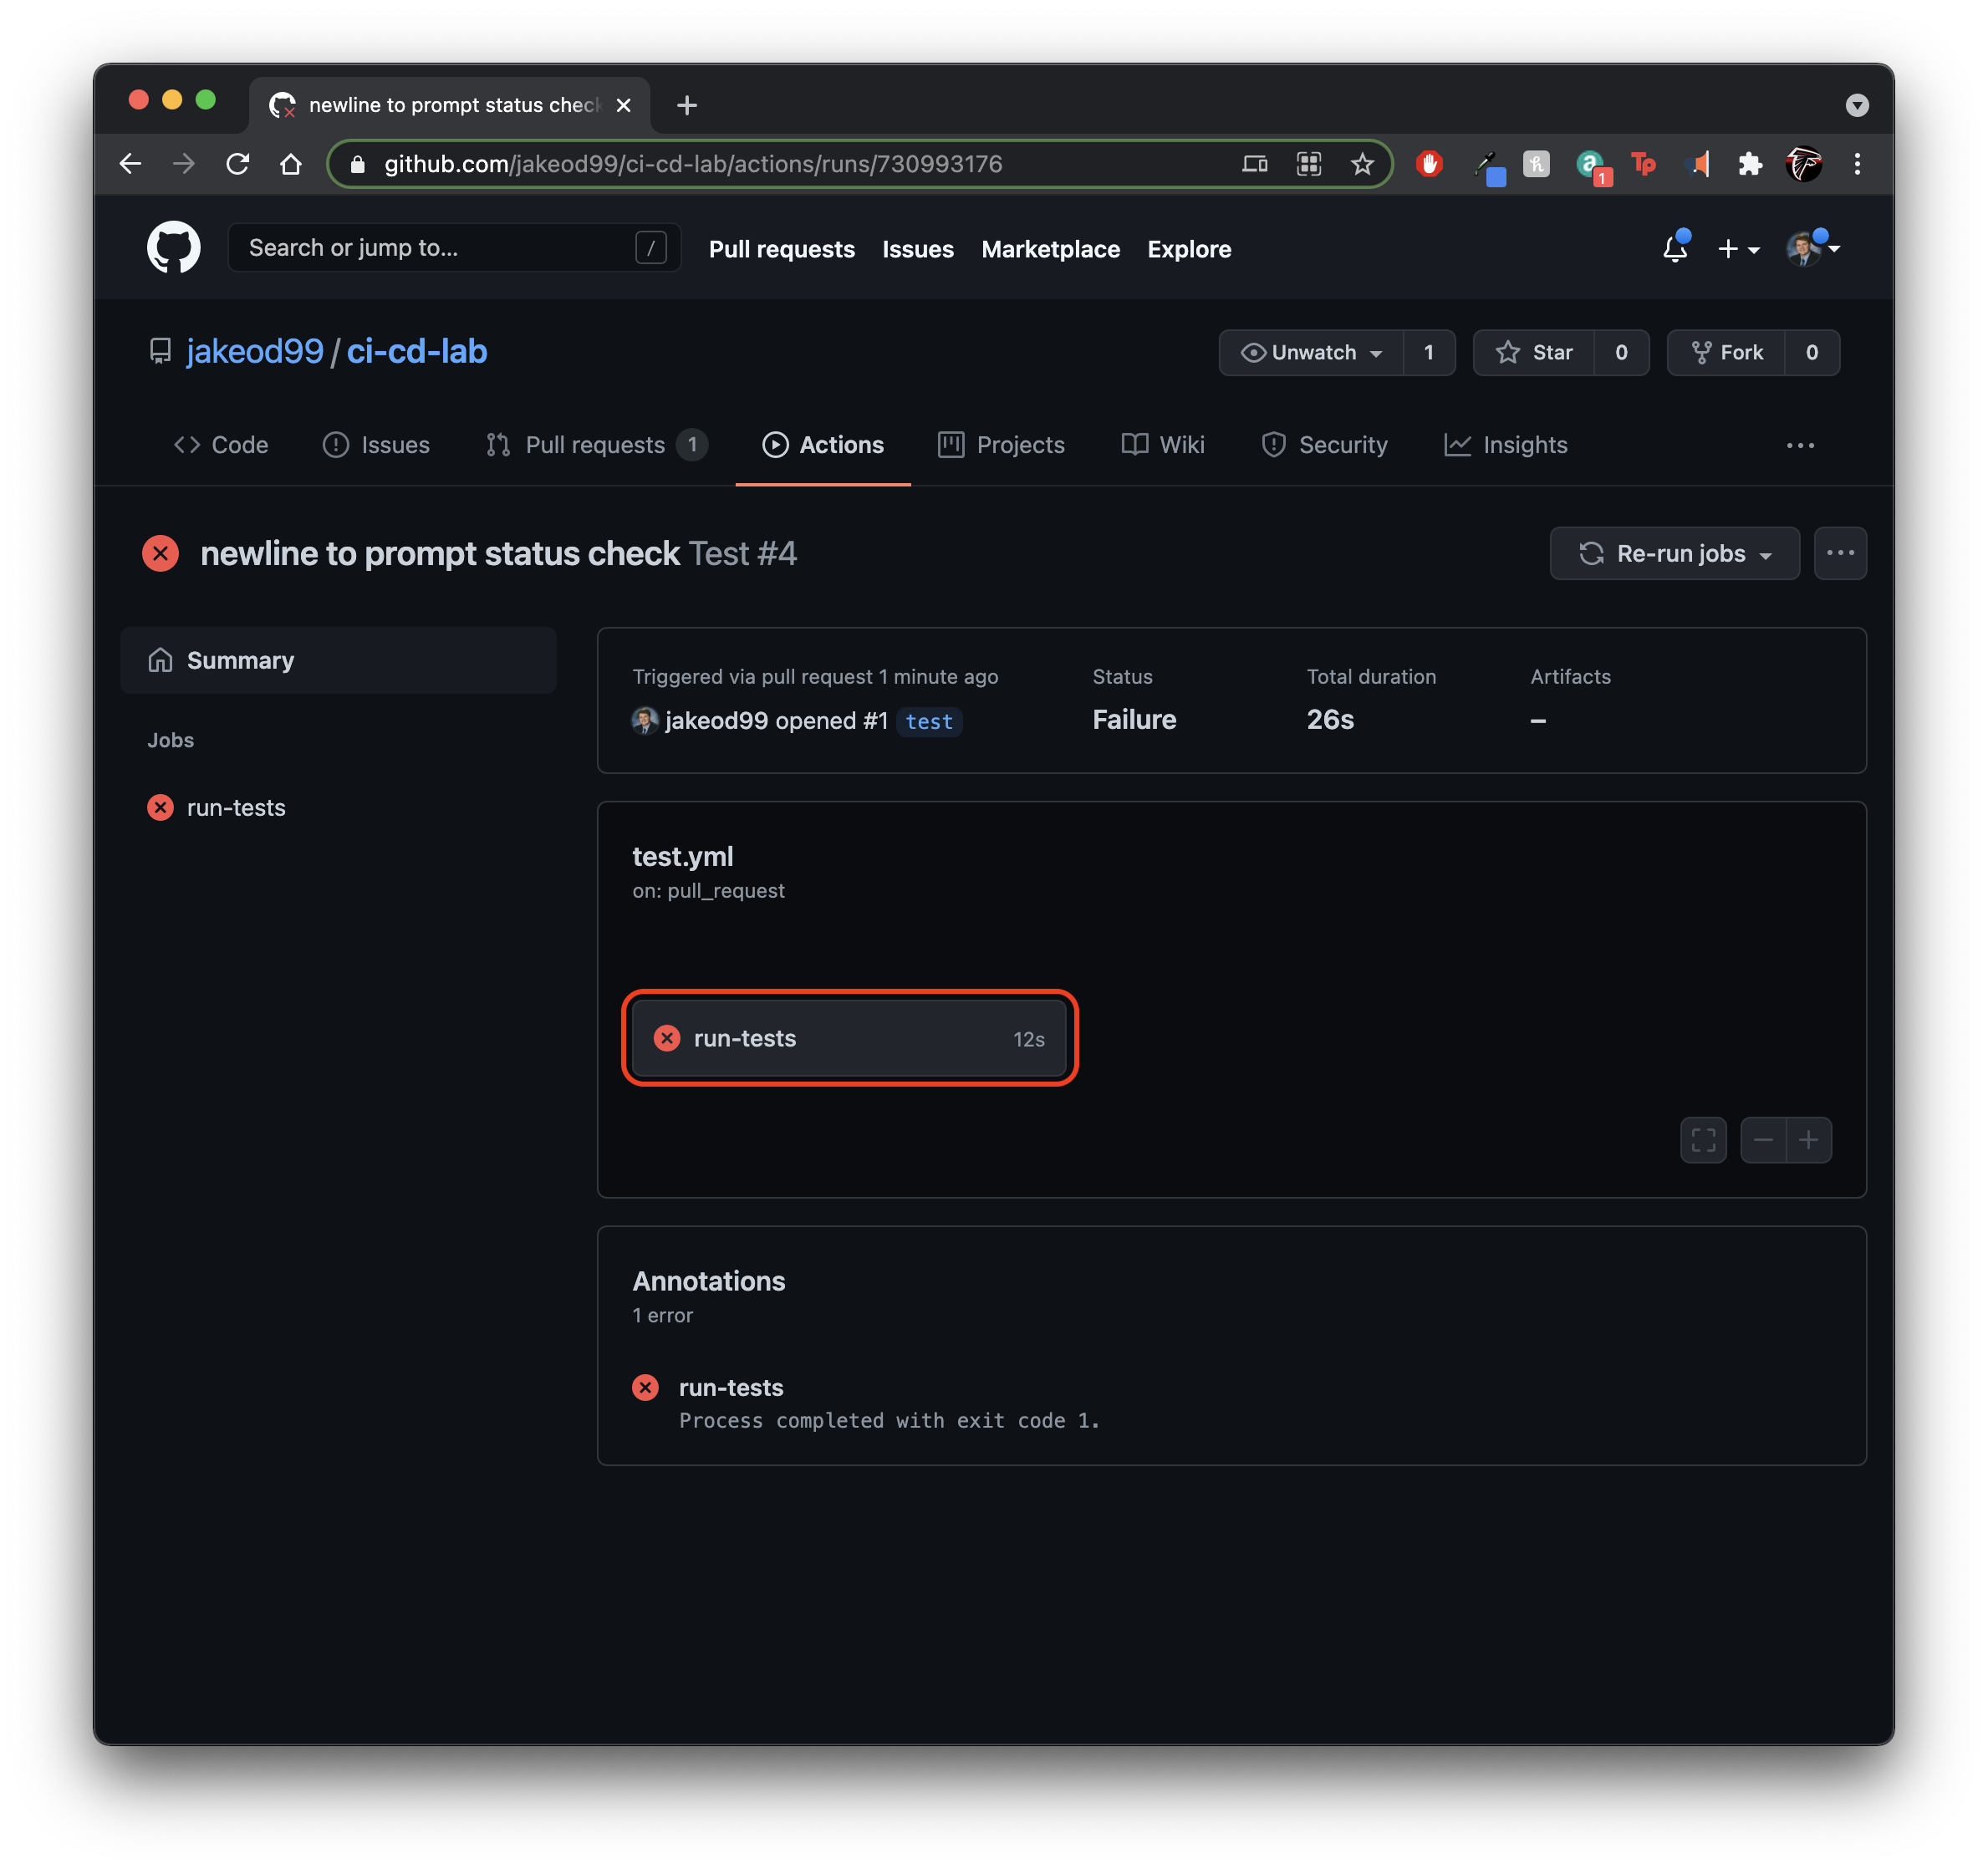 newline to prompt status chec
github.com/jakeod99/ci-cd-lab/actions/runs/730993176
1
Search or jump to... /
Pull requests Issues Marketplace Explore
jakeod99 / ci-cd-lab
Unwatch 1 Star 0 Fork 0
Code Issues Pull requests 1 Actions Projects Wiki Security Insights
newline to prompt status check Test #4
Re-run jobs
Summary
Jobs
run-tests
Triggered via pull request 1 minute ago
jakeod99 opened #1 test
Status
Failure
Total duration
26s
Artifacts
–
test.yml
on: pull_request
run-tests 12s
Annotations
1 error
run-tests
Process completed with exit code 1.